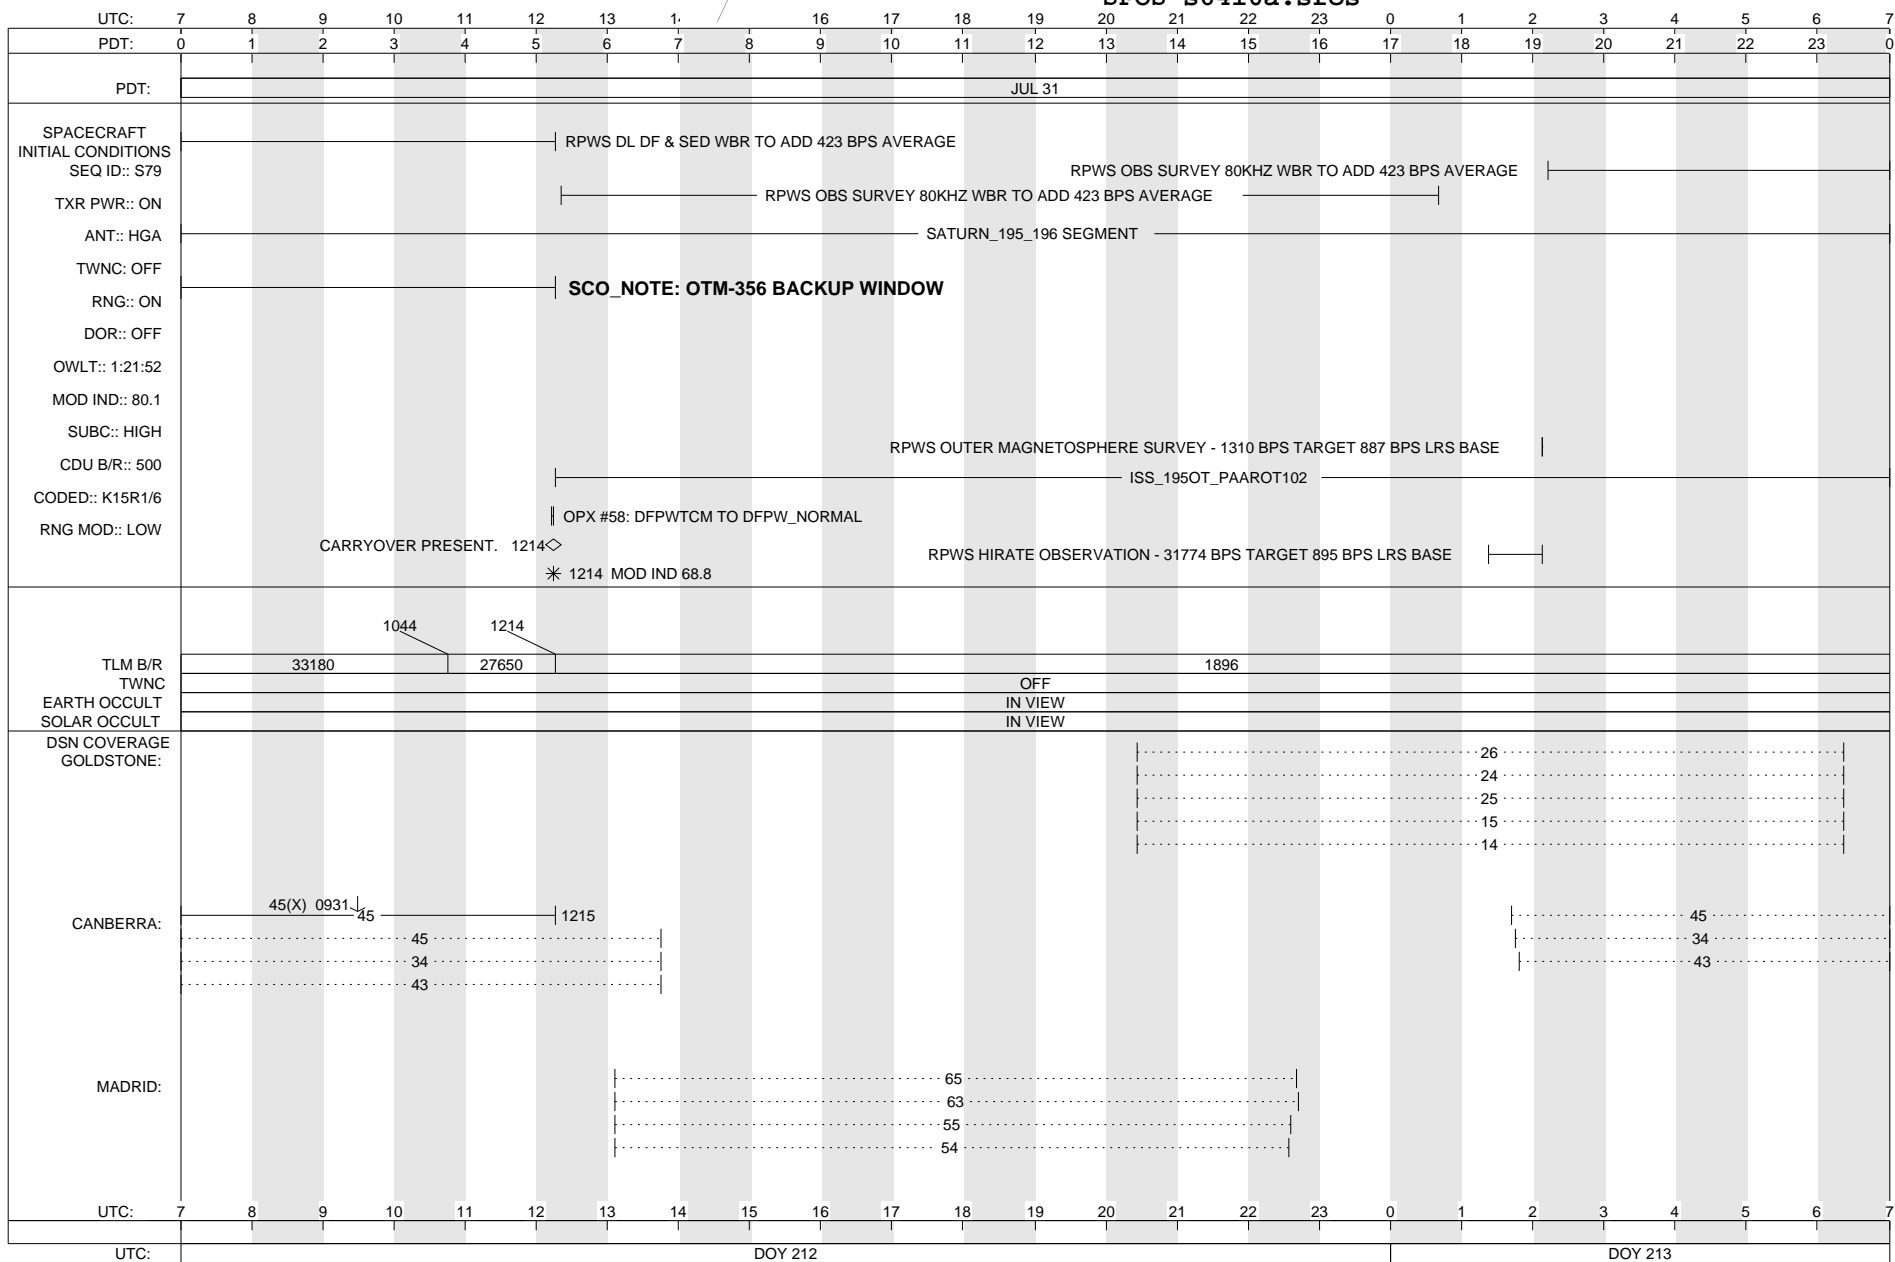 UTC: 7 8 9 10 11 12 13 16 17 18 19 20 21 22 23 0 1 2 3 4 5 6 7
PDT: 0 1 2 3 4 5 6 7 8 9 10 11 12 13 14 15 16 17 18 19 20 21 22 23 0
PDT: JUL 31
SPACECRAFT
INITIAL CONDITIONS
SEQ ID:: S79
TXR PWR:: ON
ANT:: HGA
TWNC: OFF
RNG:: ON
DOR:: OFF
OWLT:: 1:21:52
MOD IND:: 80.1
SUBC:: HIGH
CDU B/R:: 500
CODED:: K15R1/6
RNG MOD:: LOW
RPWS DL DF & SED WBR TO ADD 423 BPS AVERAGE
RPWS OBS SURVEY 80KHZ WBR TO ADD 423 BPS AVERAGE
RPWS OBS SURVEY 80KHZ WBR TO ADD 423 BPS AVERAGE
SATURN_195_196 SEGMENT
SCO_NOTE: OTM-356 BACKUP WINDOW
RPWS OUTER MAGNETOSPHERE SURVEY - 1310 BPS TARGET 887 BPS LRS BASE
ISS_195OT_PAAROT102
OPX #58: DFPWTCM TO DFPW_NORMAL
CARRYOVER PRESENT. 1214
RPWS HIRATE OBSERVATION - 31774 BPS TARGET 895 BPS LRS BASE
1214 MOD IND 68.8
1044 1214
TLM B/R 33180 27650 1896
TWNC OFF
EARTH OCCULT IN VIEW
SOLAR OCCULT IN VIEW
DSN COVERAGE
GOLDSTONE:
26
24
25
15
14
CANBERRA:
45(X) 0931
45 1215 45
45 34
34 43
43
MADRID:
65
63
55
54
UTC: 7 8 9 10 11 12 13 14 15 16 17 18 19 20 21 22 23 0 1 2 3 4 5 6 7
UTC: DOY 212 DOY 213